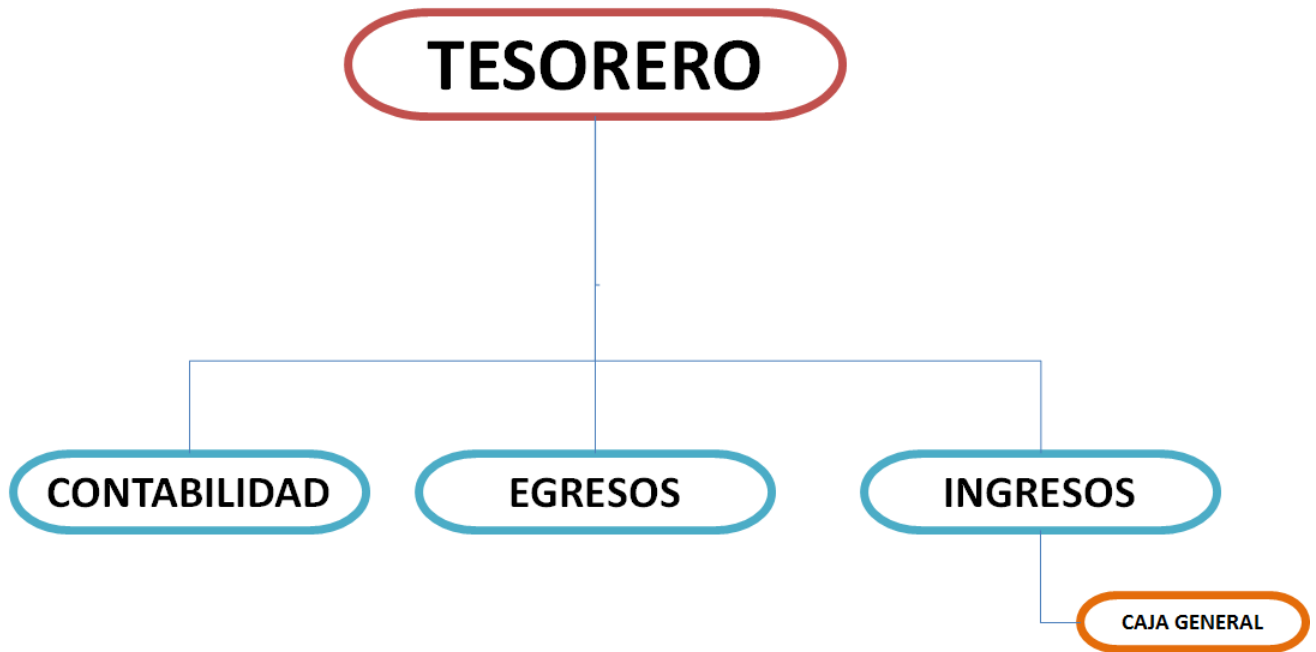 TESORERO
CONTABILIDAD
EGRESOS
INGRESOS
CAJA GENERAL